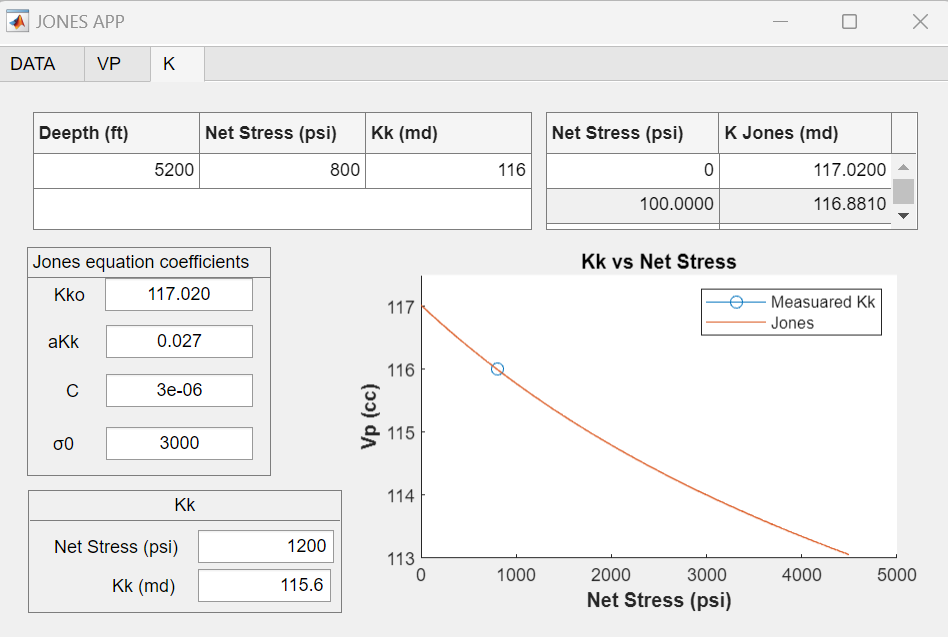 JONES APP
DATA VP K
Deepth (ft) Net Stress (psi) Kk (md)
5200 800 116
Net Stress (psi) K Jones (md)
0 117.0200
100.0000 116.8810
Jones equation coefficients
Kko 117.020
aKk 0.027
C 3e-06
σ0 3000
Kk
Net Stress (psi) 1200
Kk (md) 115.6
Kk vs Net Stress
Measuared Kk
Jones
117
116
115
114
113
Vp (cc)
0 1000 2000 3000 4000 5000
Net Stress (psi)